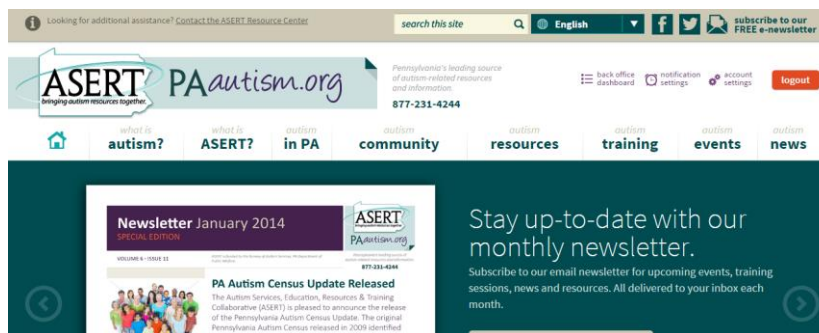 Looking for additional assistance? Contact the ASERT Resource Center
search this site
English
subscribe to our
FREE e-newsletter
ASERT
bringing autism resources together.
PAautism.org
Pennsylvania's leading source
of autism-related resources
and information.
877-231-4244
back office
dashboard
notification
settings
account
settings
logout
what is
autism?
what is
ASERT?
autism
in PA
autism
community
autism
resources
autism
training
autism
events
autism
news
Newsletter January 2014
SPECIAL EDITION
VOLUME 6 - ISSUE 11
ASERT
PAautism.org
877-231-4244
PA Autism Census Update Released
The Autism Services, Education, Resources & Training
Collaborative (ASERT) is pleased to announce the release
of the Pennsylvania Autism Census Update. The original
Pennsylvania Autism Census released in 2009 identified
Stay up-to-date with our
monthly newsletter.
Subscribe to our email newsletter for upcoming events, training
sessions, news and resources. All delivered to your inbox each
month.